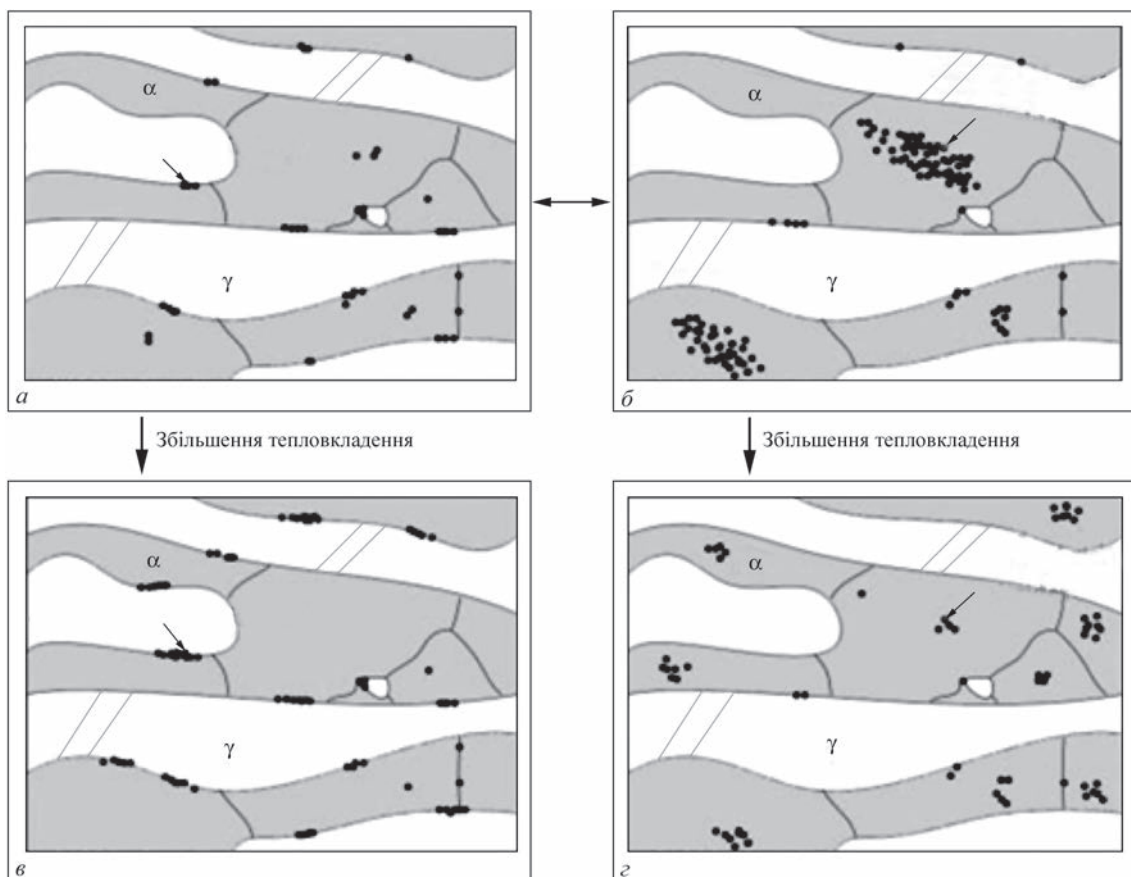 α
α
γ
γ
а
б
Збільшення тепловкладення
Збільшення тепловкладення
α
α
γ
γ
в
г